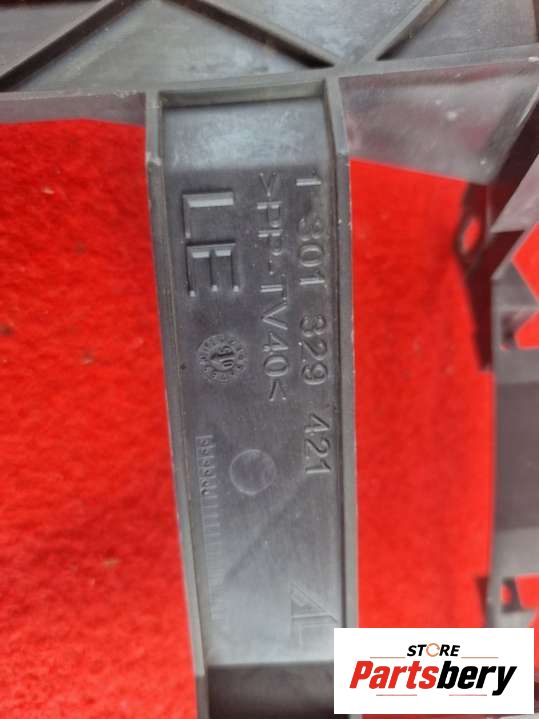 1 301 329 421
>PP-TV40<
LE
STORE
Partsbery